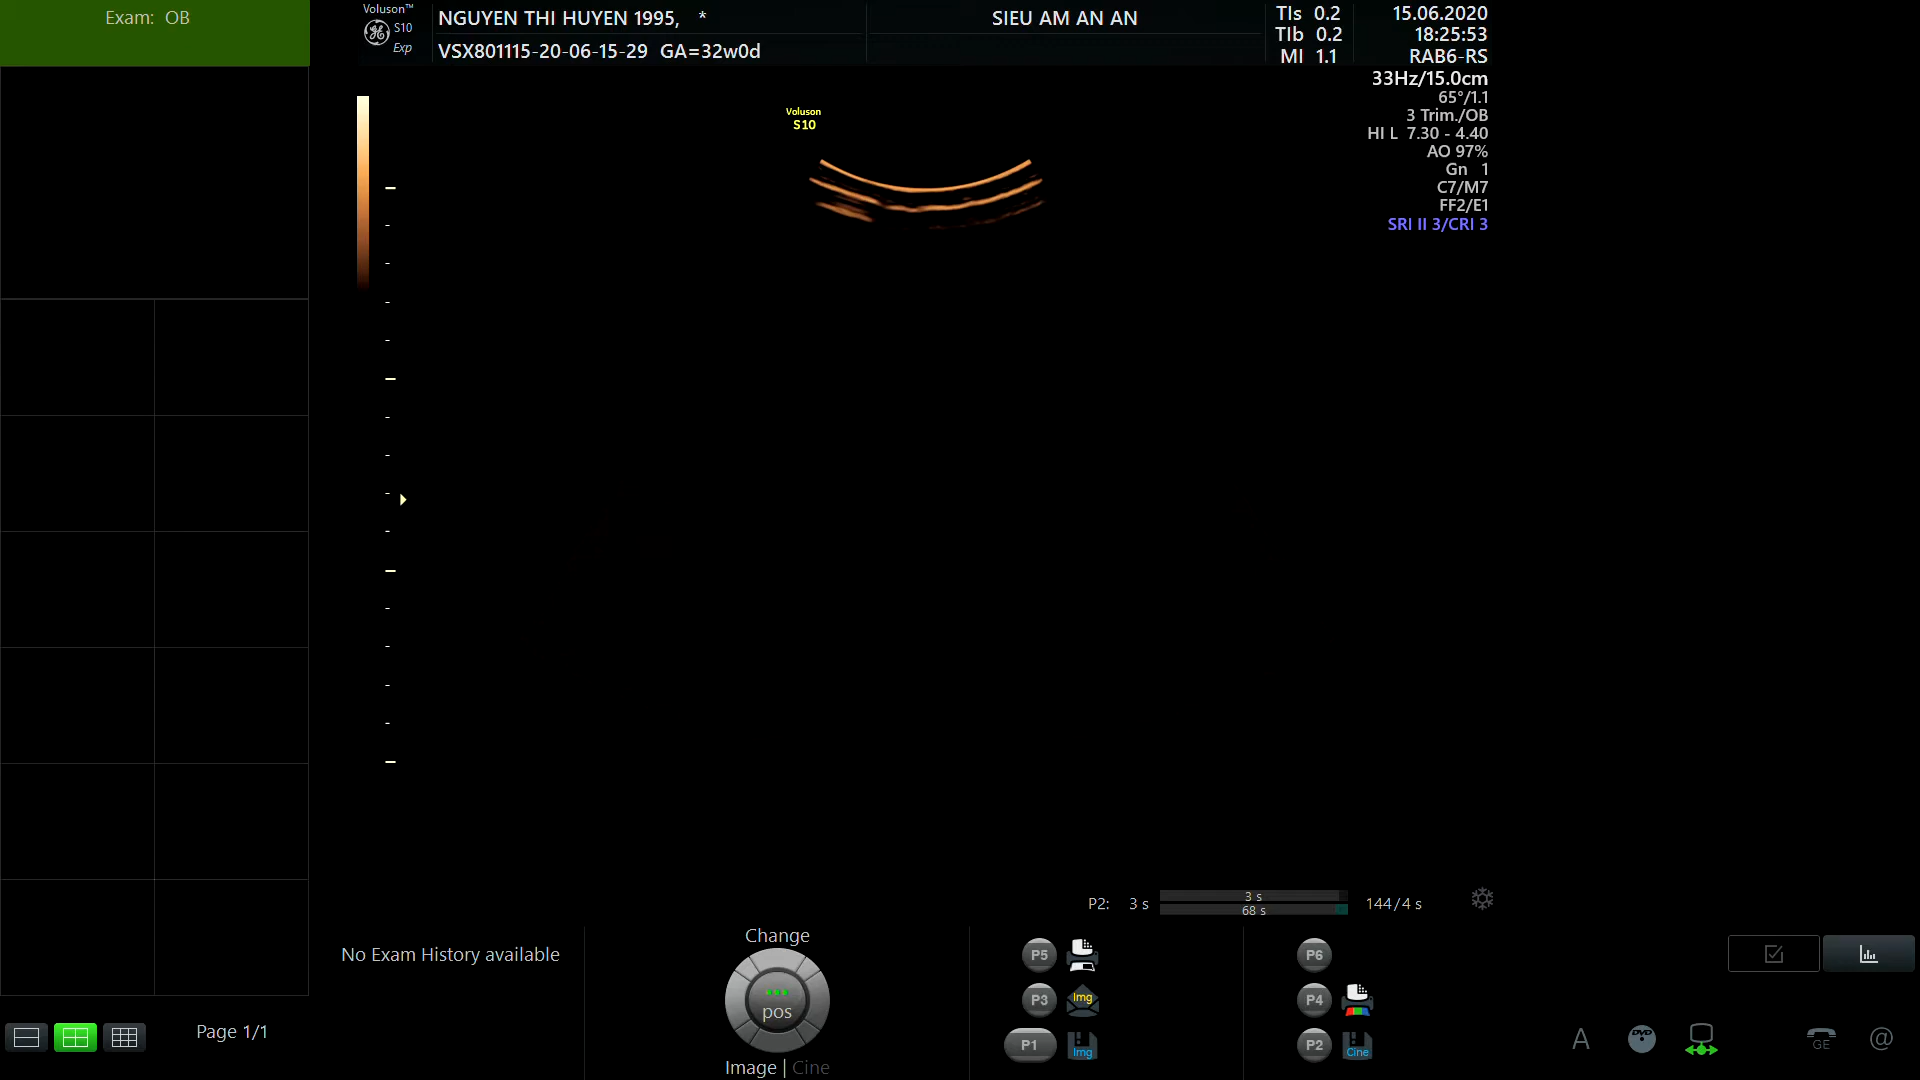 Exam: OB
Voluson™
S10
Exp
NGUYEN THI HUYEN 1995, *
VSX801115-20-06-15-29 GA=32w0d
SIEU AM AN AN
TIs 0.2
TIb 0.2
MI 1.1
15.06.2020
18:25:53
RAB6-RS
33Hz/15.0cm
65°/1.1
3 Trim./OB
HI L 7.30 - 4.40
AO 97%
Gn 1
C7/M7
FF2/E1
SRI II 3/CRI 3
Voluson
S10
P2: 3 s
3 s
68 s
144/4 s
No Exam History available
Change
pos
Image | Cine
P5
P3 Img
P1 Img
P6
P4
P2 Cine
Page 1/1
A
DVD
GE
@